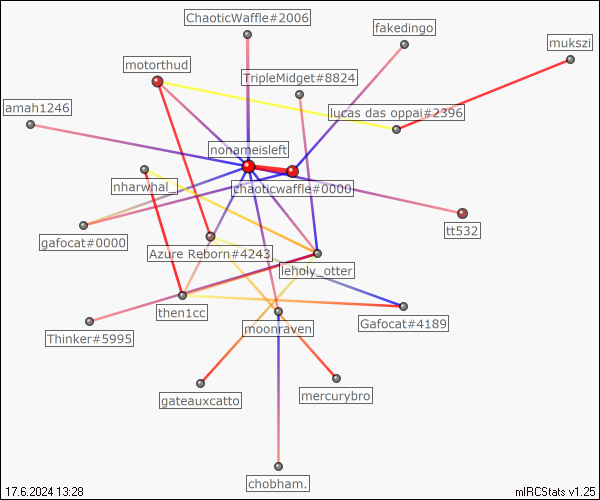 ChaoticWaffle#2006
fakedingo
mukszi
motorthud
TripleMidget#8824
amah1246
lucas das oppai#2396
nonameisleft
nharwhal_
chaoticwaffle#0000
tt532
gafocat#0000
Azure Reborn#4243
leholy_otter
then1cc
Gafocat#4189
Thinker#5995
moonraven
gateauxcatto
mercurybro
chobham.
17.6.2024 13:28
mIRCStats v1.25